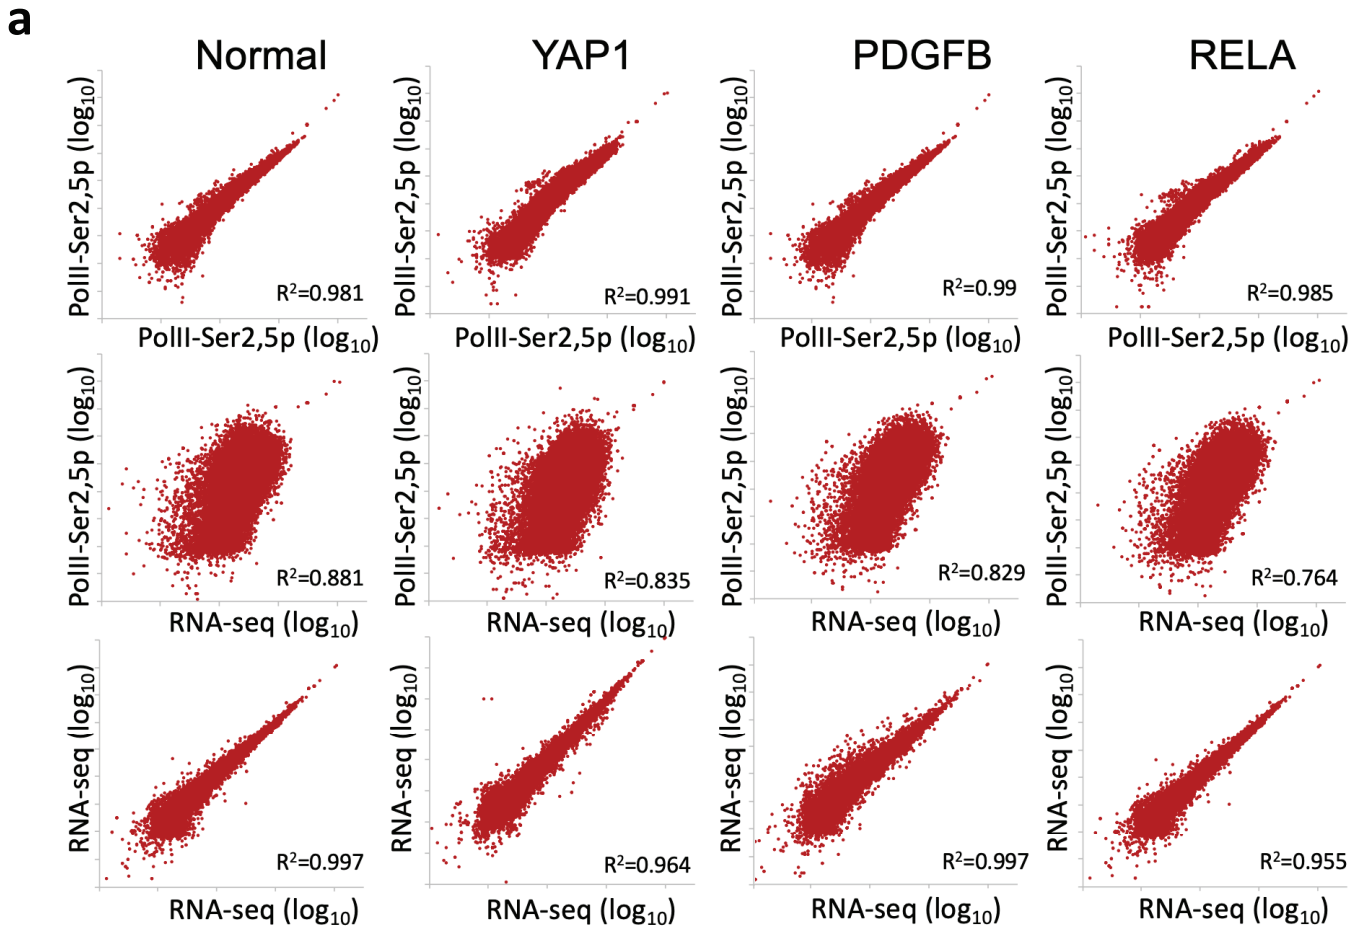 a
Normal
YAP1
PDGFB
RELA
PolII-Ser2,5p (log10)
R2=0.981
PolII-Ser2,5p (log10)
PolII-Ser2,5p (log10)
R2=0.991
PolII-Ser2,5p (log10)
PolII-Ser2,5p (log10)
R2=0.99
PolII-Ser2,5p (log10)
PolII-Ser2,5p (log10)
R2=0.985
PolII-Ser2,5p (log10)
PolII-Ser2,5p (log10)
R2=0.881
RNA-seq (log10)
PolII-Ser2,5p (log10)
R2=0.835
RNA-seq (log10)
PolII-Ser2,5p (log10)
R2=0.829
RNA-seq (log10)
PolII-Ser2,5p (log10)
R2=0.764
RNA-seq (log10)
RNA-seq (log10)
R2=0.997
RNA-seq (log10)
RNA-seq (log10)
R2=0.964
RNA-seq (log10)
RNA-seq (log10)
R2=0.997
RNA-seq (log10)
RNA-seq (log10)
R2=0.955
RNA-seq (log10)